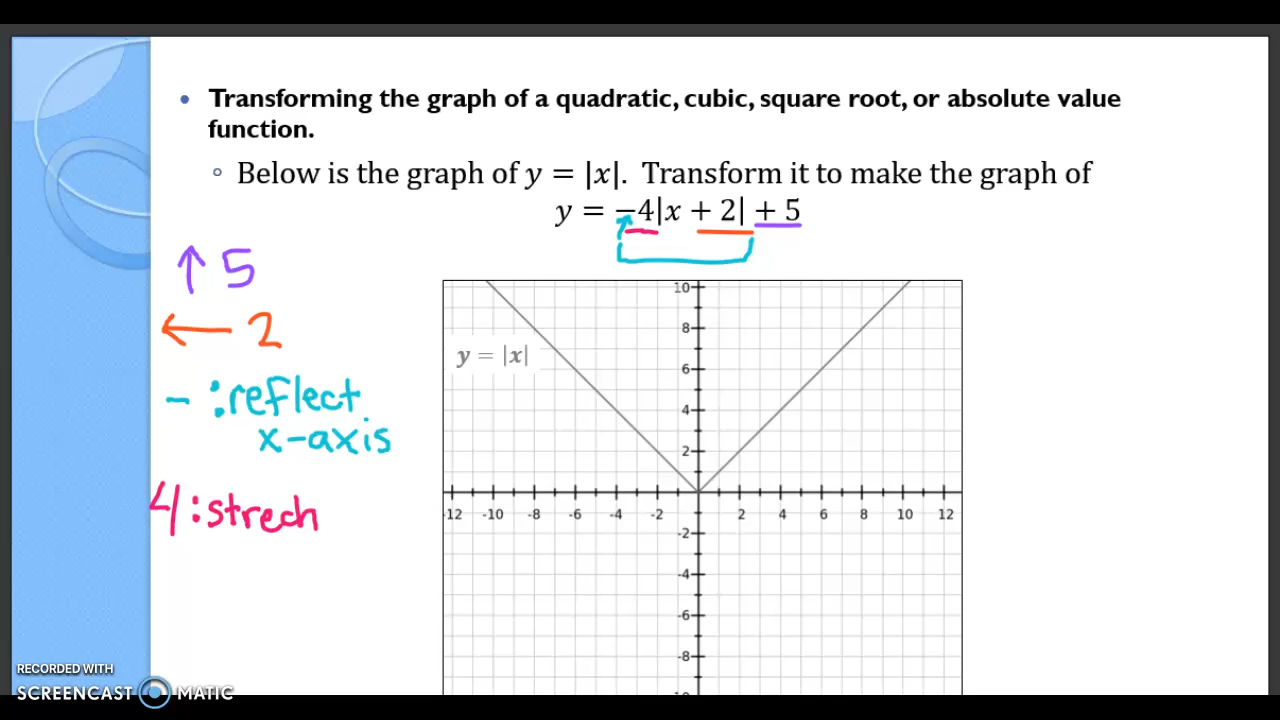 • Transforming the graph of a quadratic, cubic, square root, or absolute value
function.
◦ Below is the graph of y = |x|. Transform it to make the graph of
y = −4|x + 2| + 5
↑ 5
← 2
- : reflect
x-axis
4 : strech
y = |x|
10
8
6
4
2
-12 -10 -8 -6 -4 -2 2 4 6 8 10 12
-2
-4
-6
-8
RECORDED WITH
SCREENCAST MATIC